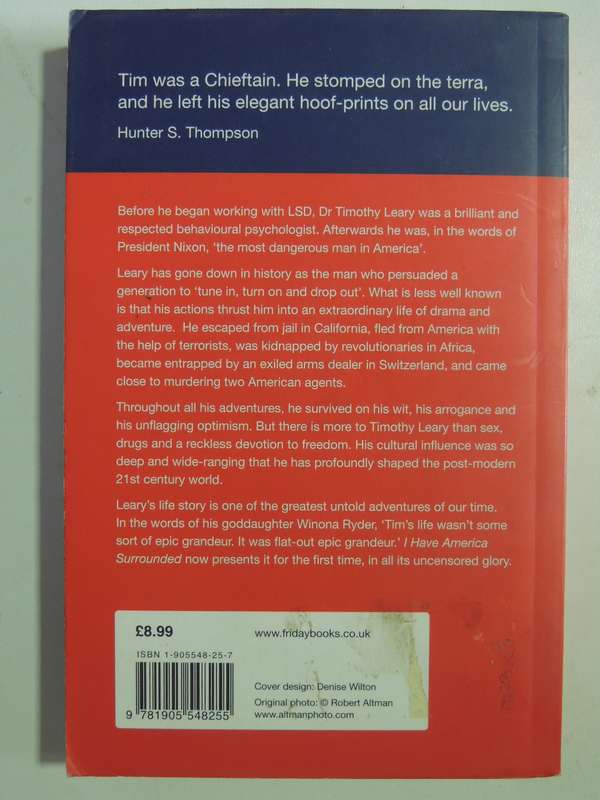 Tim was a Chieftain. He stomped on the terra,
and he left his elegant hoof-prints on all our lives.
Hunter S. Thompson
Before he began working with LSD, Dr Timothy Leary was a brilliant and
respected behavioural psychologist. Afterwards he was, in the words of
President Nixon, ‘the most dangerous man in America’.
Leary has gone down in history as the man who persuaded a
generation to ‘tune in, turn on and drop out’. What is less well known
is that his actions thrust him into an extraordinary life of drama and
adventure. He escaped from jail in California, fled from America with
the help of terrorists, was kidnapped by revolutionaries in Africa,
became entrapped by an exiled arms dealer in Switzerland, and came
close to murdering two American agents.
Throughout all his adventures, he survived on his wit, his arrogance and
his unflagging optimism. But there is more to Timothy Leary than sex,
drugs and a reckless devotion to freedom. His cultural influence was so
deep and wide-ranging that he has profoundly shaped the post-modern
21st century world.
Leary’s life story is one of the greatest untold adventures of our time.
In the words of his goddaughter Winona Ryder, ‘Tim’s life wasn’t some
sort of epic grandeur. It was flat-out epic grandeur.’ I Have America
Surrounded now presents it for the first time, in all its uncensored glory.
£8.99
www.fridaybooks.co.uk
ISBN 1-905548-25-7
9 781905 548255
Cover design: Denise Wilton
Original photo: © Robert Altman
www.altmanphoto.com